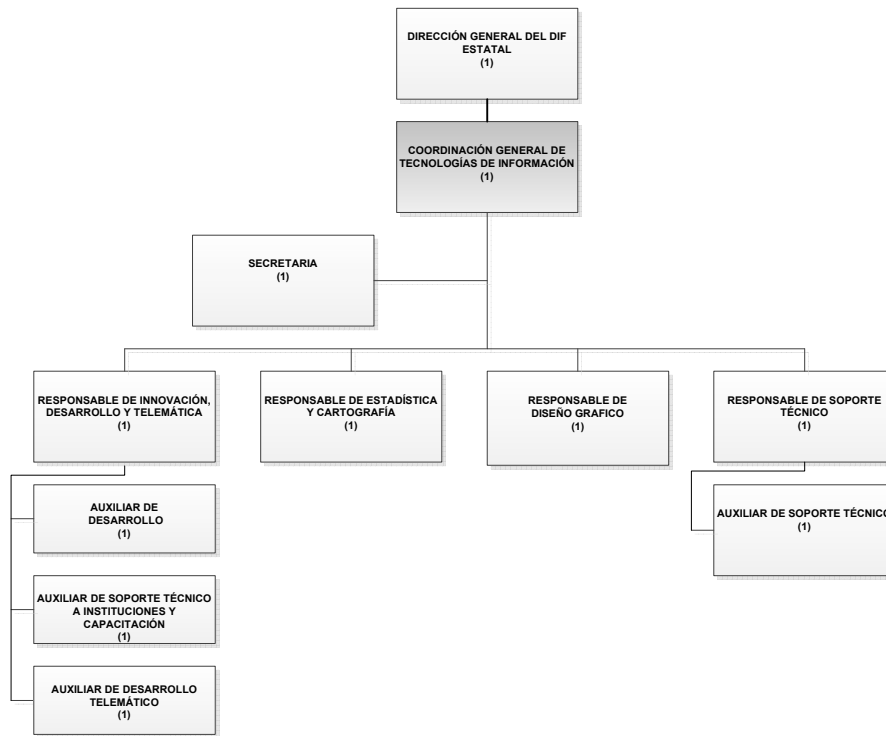 DIRECCIÓN GENERAL DEL DIF
ESTATAL
(1)
COORDINACIÓN GENERAL DE
TECNOLOGÍAS DE INFORMACIÓN
(1)
SECRETARIA
(1)
RESPONSABLE DE INNOVACIÓN,
DESARROLLO Y TELEMÁTICA
(1)
RESPONSABLE DE ESTADÍSTICA
Y CARTOGRAFÍA
(1)
RESPONSABLE DE
DISEÑO GRAFICO
(1)
RESPONSABLE DE SOPORTE
TÉCNICO
(1)
AUXILIAR DE
DESARROLLO
(1)
AUXILIAR DE SOPORTE TÉCNICO
(1)
AUXILIAR DE SOPORTE TÉCNICO
A INSTITUCIONES Y
CAPACITACIÓN
(1)
AUXILIAR DE DESARROLLO
TELEMÁTICO
(1)